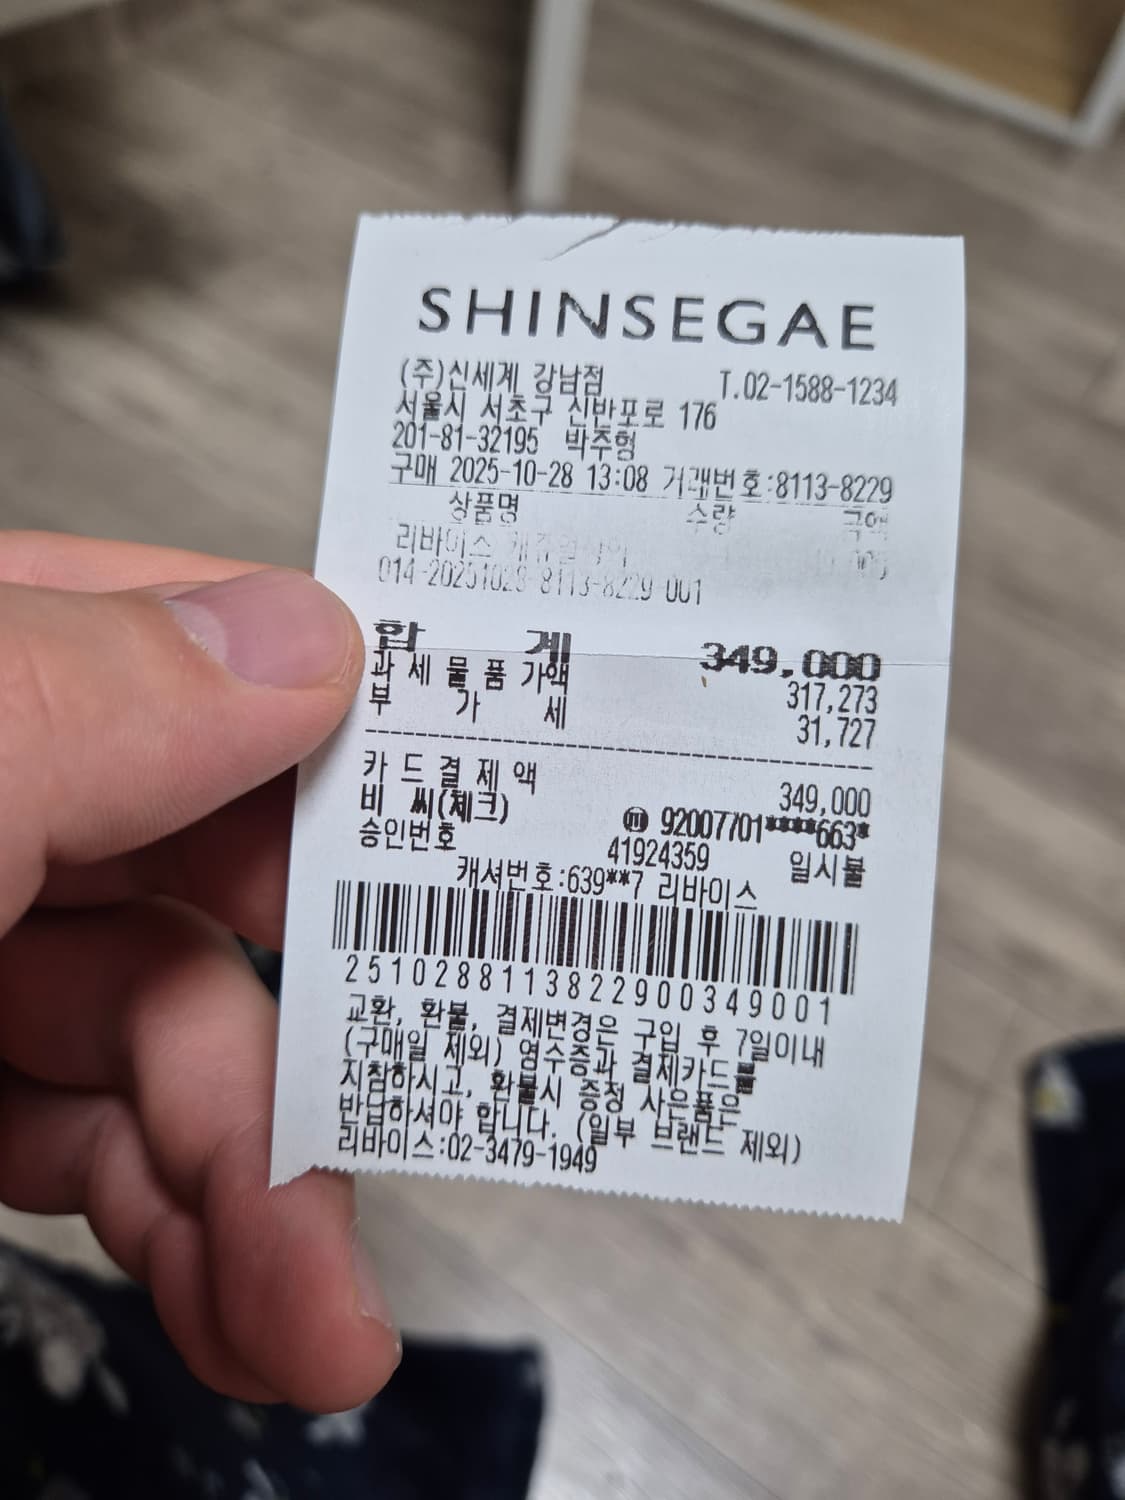 SHINSEGAE
(주)신세계 강남점 T.02-1588-1234
서울시 서초구 신반포로 176
201-81-32195 박주형
구매 2025-10-28 13:08 거래번호:8113-8229
상품명 수량 금액
리바이스
014-20251028-8113-8229-001
합 계 349,000
과 세 물 품 가액 317,273
부 가 세 31,727
카 드 결 제 액 349,000
비 씨(체크) 92007701****663*
승인번호 41924359 일시불
캐셔번호:639**7 리바이스
251028811382290034900​1
교환, 환불, 결제변경은 구입 후 7일이내
(구매일 제외) 영수증과 결제카드를
지참하시고, 환불시 증정 사은품은
반납하셔야 합니다. (일부 브랜드 제외)
리바이스:02-3479-1949